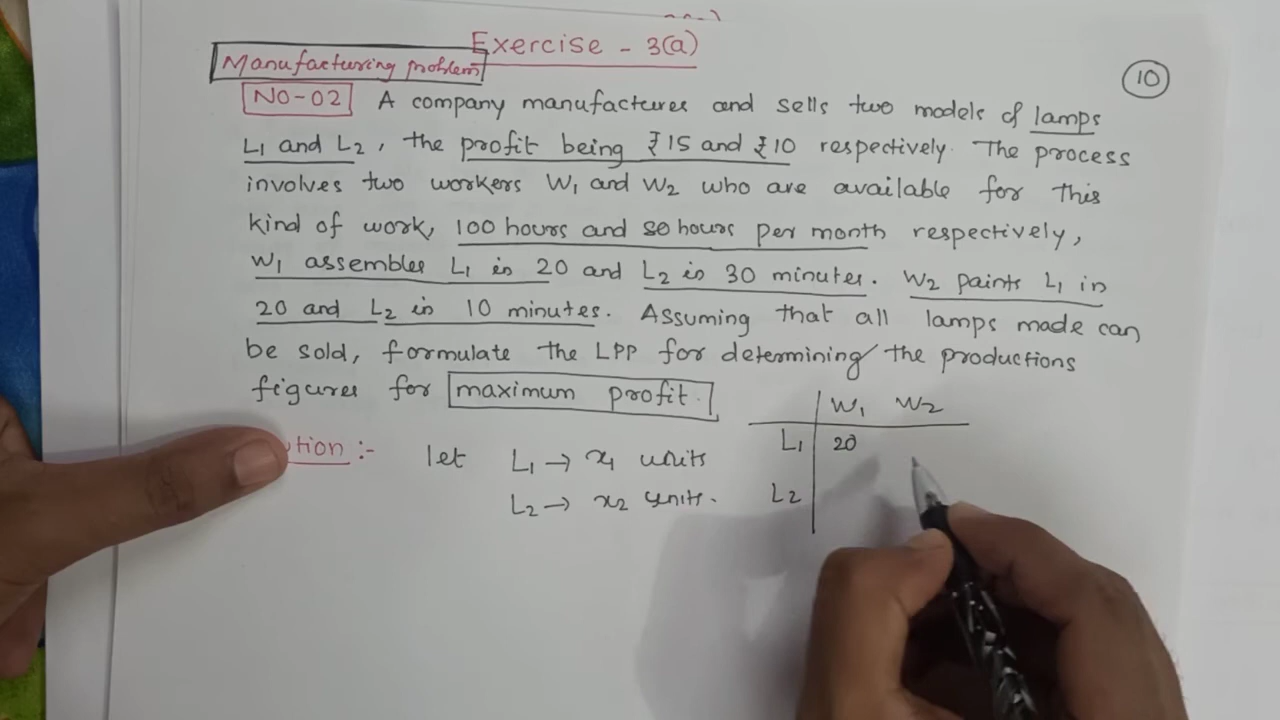 Exercise - 3(a)
Manufacturing problem
10
NO-02 A company manufactures and sells two models of lamps
L1 and L2, the profit being ₹15 and ₹10 respectively. The process
involves two workers W1 and W2 who are available for this
kind of work, 100 hours and 80 hours per month respectively,
W1 assembles L1 in 20 and L2 in 30 minutes. W2 paints L1 in
20 and L2 in 10 minutes. Assuming that all lamps made can
be sold, formulate the LPP for determining the productions
figures for maximum profit.
W1 W2
tion :- let L1 → x1 units
L1 20
L2 → x2 units.
L2